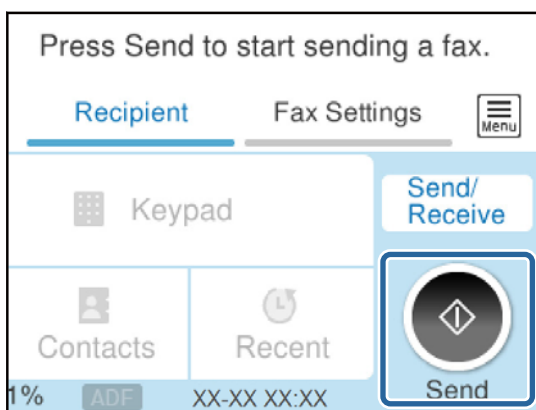 Press Send to start sending a fax.
Recipient
Fax Settings
Menu
Keypad
Send/
Receive
Contacts
Recent
Send
1%
ADF
XX-XX XX:XX